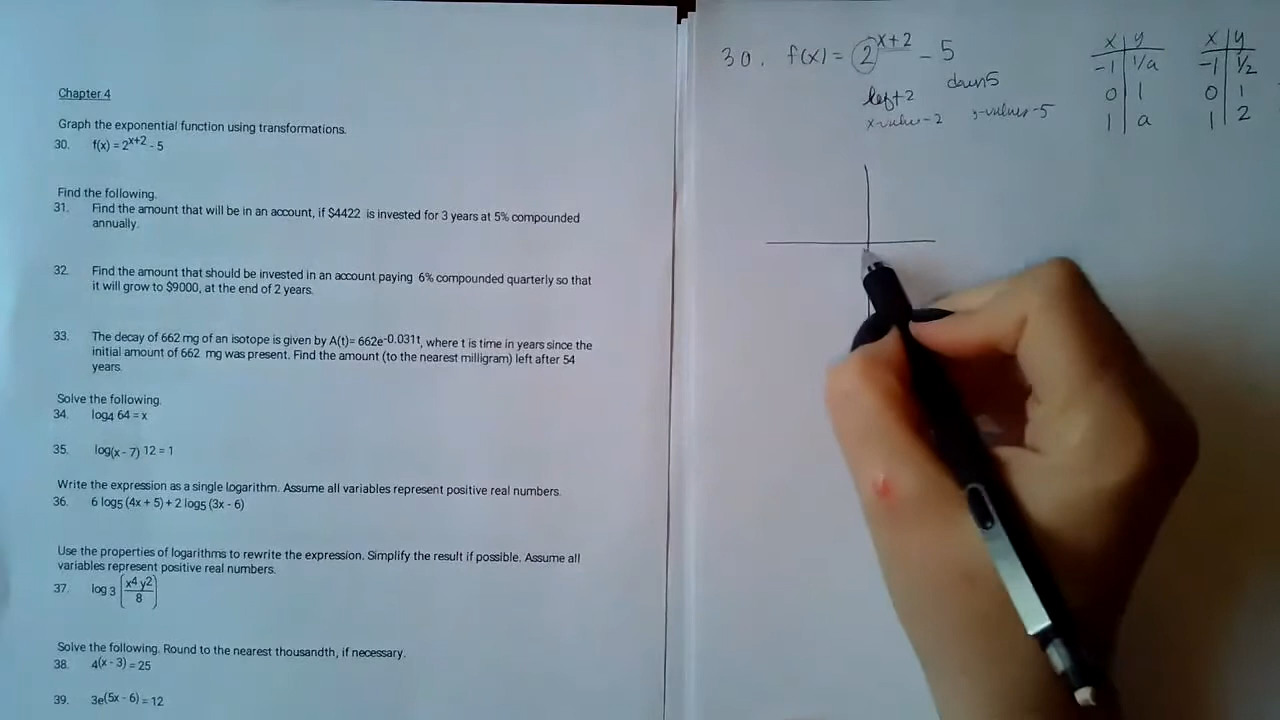 Chapter 4
Graph the exponential function using transformations.
30. f(x) = 2^x+2 - 5
Find the following.
31. Find the amount that will be in an account, if $4422 is invested for 3 years at 5% compounded
annually.
32. Find the amount that should be invested in an account paying 6% compounded quarterly so that
it will grow to $9000, at the end of 2 years.
33. The decay of 662 mg of an isotope is given by A(t)= 662e^-0.031t, where t is time in years since the
initial amount of 662 mg was present. Find the amount (to the nearest milligram) left after 54
years.
Solve the following.
34. log₄ 64 = x
35. log(x - 7) 12 = 1
Write the expression as a single logarithm. Assume all variables represent positive real numbers.
36. 6 log₅ (4x + 5) + 2 log₅ (3x - 6)
Use the properties of logarithms to rewrite the expression. Simplify the result if possible. Assume all
variables represent positive real numbers.
37. log 3 (x⁴ y² / 8)
Solve the following. Round to the nearest thousandth, if necessary.
38. 4^(x - 3) = 25
39. 3e^(5x - 6) = 12
30. f(x) = 2^x+2 - 5
left 2 down 5
x-values - 2 y-values - 5
x y
-1 1/a
0 1
1 a
x y
-1 1/2
0 1
1 2